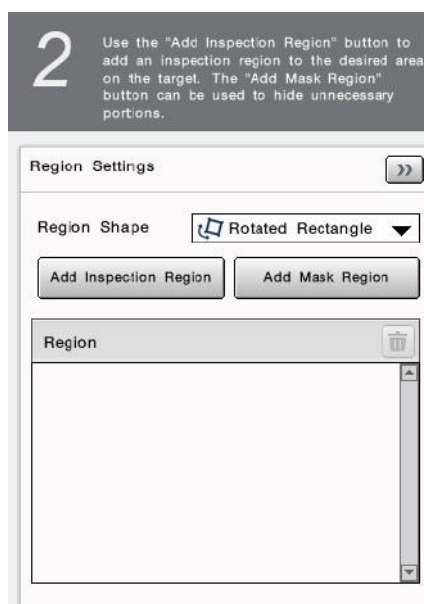 2
Use the "Add Inspection Region" button to
add an inspection region to the desired area
on the target. The "Add Mask Region"
button can be used to hide unnecessary
portions.
Region Settings
Region Shape Rotated Rectangle
Add Inspection Region Add Mask Region
Region